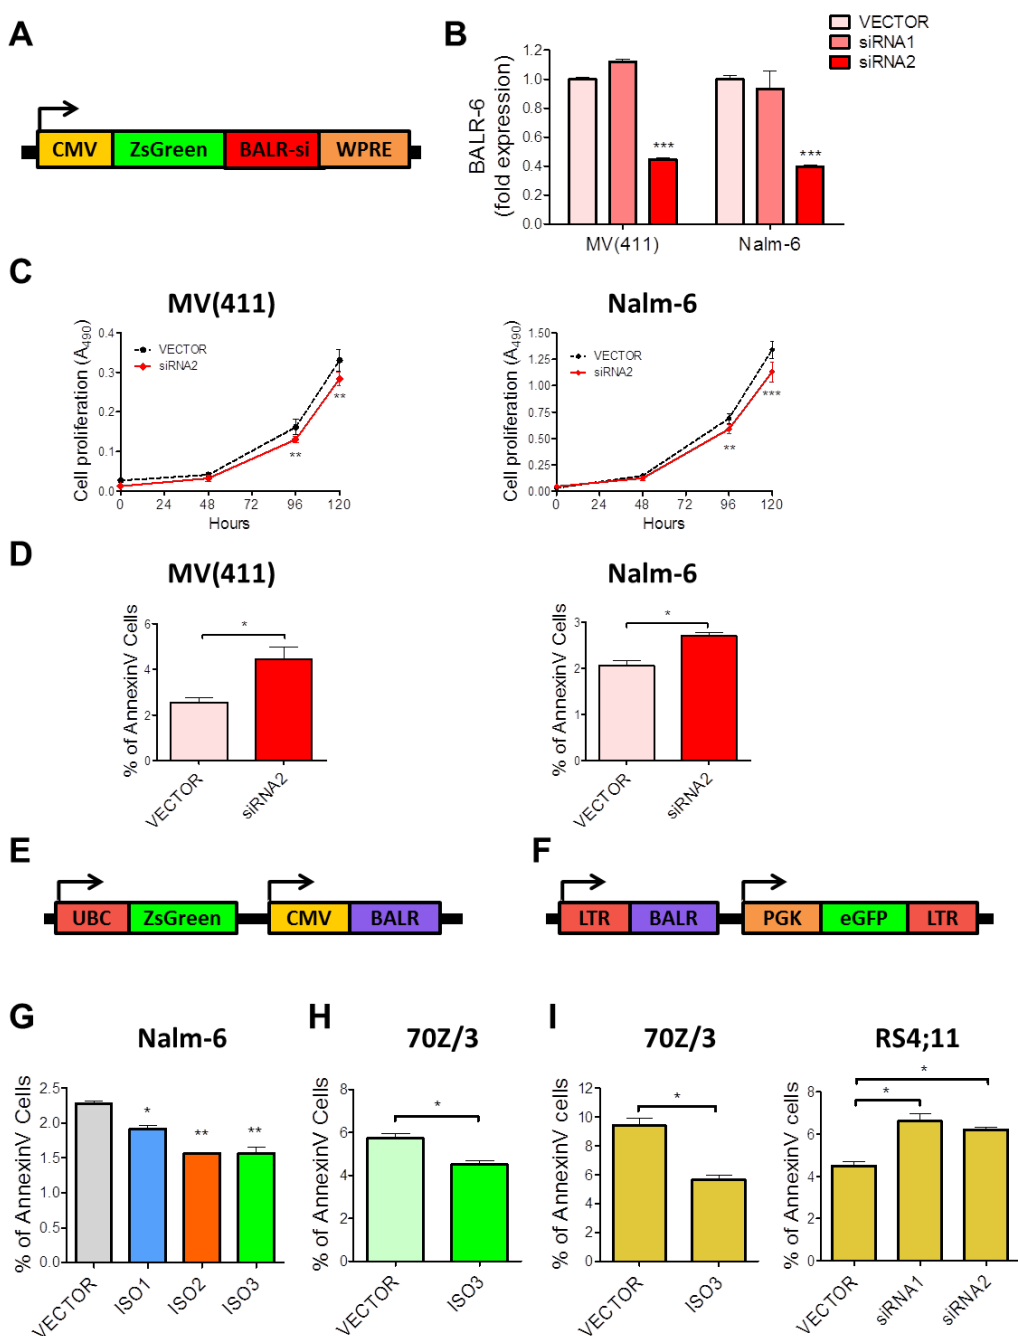 A
CMV ZsGreen BALR-si WPRE
B
VECTOR
siRNA1
siRNA2
BALR-6
(fold expression)
1.2
1.0
0.8
0.6
0.4
0.2
0.0
*** ***
MV(411) Nalm-6
C
MV(411)
Cell proliferation (A490)
0.4
0.3
0.2
0.1
0.0
VECTOR
siRNA2
** **
0 24 48 72 96 120
Hours
Nalm-6
Cell proliferation (A490)
1.50
1.25
1.00
0.75
0.50
0.25
0.00
VECTOR
siRNA2
** ***
0 24 48 72 96 120
Hours
D
MV(411)
% of AnnexinV Cells
6
4
2
0
*
VECTOR siRNA2
Nalm-6
% of AnnexinV Cells
3
2
1
0
*
VECTOR siRNA2
E
UBC ZsGreen CMV BALR
F
LTR BALR PGK eGFP LTR
G
Nalm-6
% of AnnexinV Cells
2.5
2.0
1.5
1.0
0.5
0.0
* ** **
VECTOR ISO1 ISO2 ISO3
H
70Z/3
% of AnnexinV Cells
8
6
4
2
0
*
VECTOR ISO3
I
70Z/3
% of AnnexinV cells
12
10
8
6
4
2
0
*
VECTOR ISO3
RS4;11
% of AnnexinV cells
8
6
4
2
0
*
*
VECTOR siRNA1 siRNA2